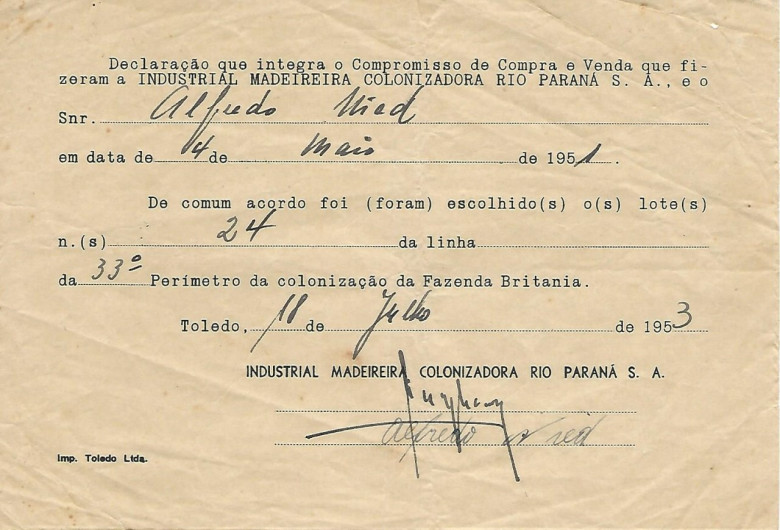 Declaração que integra o Compromisso de Compra e Venda que fi-
zeram a INDUSTRIAL MADEIREIRA COLONIZADORA RIO PARANÁ S. A., e o
Snr. Alfredo Nied
em data de 4 de Maio de 1951.
De comum acordo foi (foram) escolhido(s) o(s) lote(s)
n.(s) 24 da linha
da 33º Perímetro da colonização da Fazenda Britania.
Toledo, 18 de Julho de 1953
INDUSTRIAL MADEIREIRA COLONIZADORA RIO PARANÁ S. A.
Alfredo Nied
Imp. Toledo Ltda.